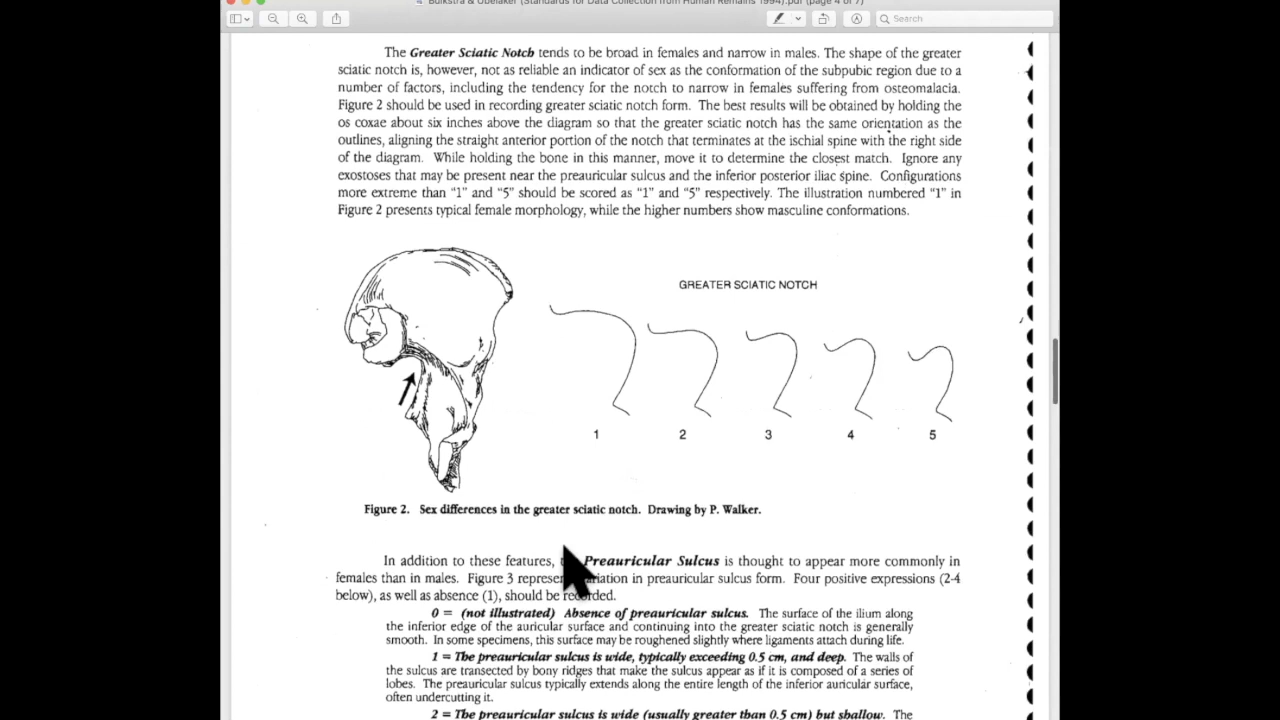 Buikstra & Ubelaker (Standards for Data Collection from Human Remains 1994).pdf (page 4 of 7)
Search
The Greater Sciatic Notch tends to be broad in females and narrow in males. The shape of the greater
sciatic notch is, however, not as reliable an indicator of sex as the conformation of the subpubic region due to a
number of factors, including the tendency for the notch to narrow in females suffering from osteomalacia.
Figure 2 should be used in recording greater sciatic notch form. The best results will be obtained by holding the
os coxae about six inches above the diagram so that the greater sciatic notch has the same orientation as the
outlines, aligning the straight anterior portion of the notch that terminates at the ischial spine with the right side
of the diagram. While holding the bone in this manner, move it to determine the closest match. Ignore any
exostoses that may be present near the preauricular sulcus and the inferior posterior iliac spine. Configurations
more extreme than "1" and "5" should be scored as "1" and "5" respectively. The illustration numbered "1" in
Figure 2 presents typical female morphology, while the higher numbers show masculine conformations.
GREATER SCIATIC NOTCH
1 2 3 4 5
Figure 2. Sex differences in the greater sciatic notch. Drawing by P. Walker.
In addition to these features, Preauricular Sulcus is thought to appear more commonly in
females than in males. Figure 3 in preauricular sulcus form. Four positive expressions (2-4
below), as well as absence (1), should be recorded.
0 = (not illustrated) Absence of preauricular sulcus. The surface of the ilium along
the inferior edge of the auricular surface and continuing into the greater sciatic notch is generally
smooth. In some specimens, this surface may be roughened slightly where ligaments attach during life.
1 = The preauricular sulcus is wide, typically exceeding 0.5 cm, and deep. The walls of
the sulcus are transected by bony ridges that make the sulcus appear as if it is composed of a series of
lobes. The preauricular sulcus typically extends along the entire length of the inferior auricular surface,
often undercutting it.
2 = The preauricular sulcus is wide (usually greater than 0.5 cm) but shallow. The